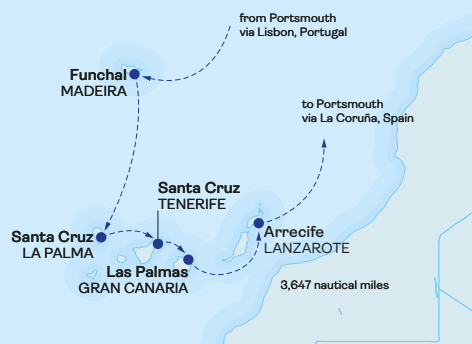 from Portsmouth
via Lisbon, Portugal
Funchal
MADEIRA
to Portsmouth
via La Coruña, Spain
Santa Cruz
TENERIFE
Santa Cruz
LA PALMA
Arrecife
LANZAROTE
Las Palmas
GRAN CANARIA
3,647 nautical miles